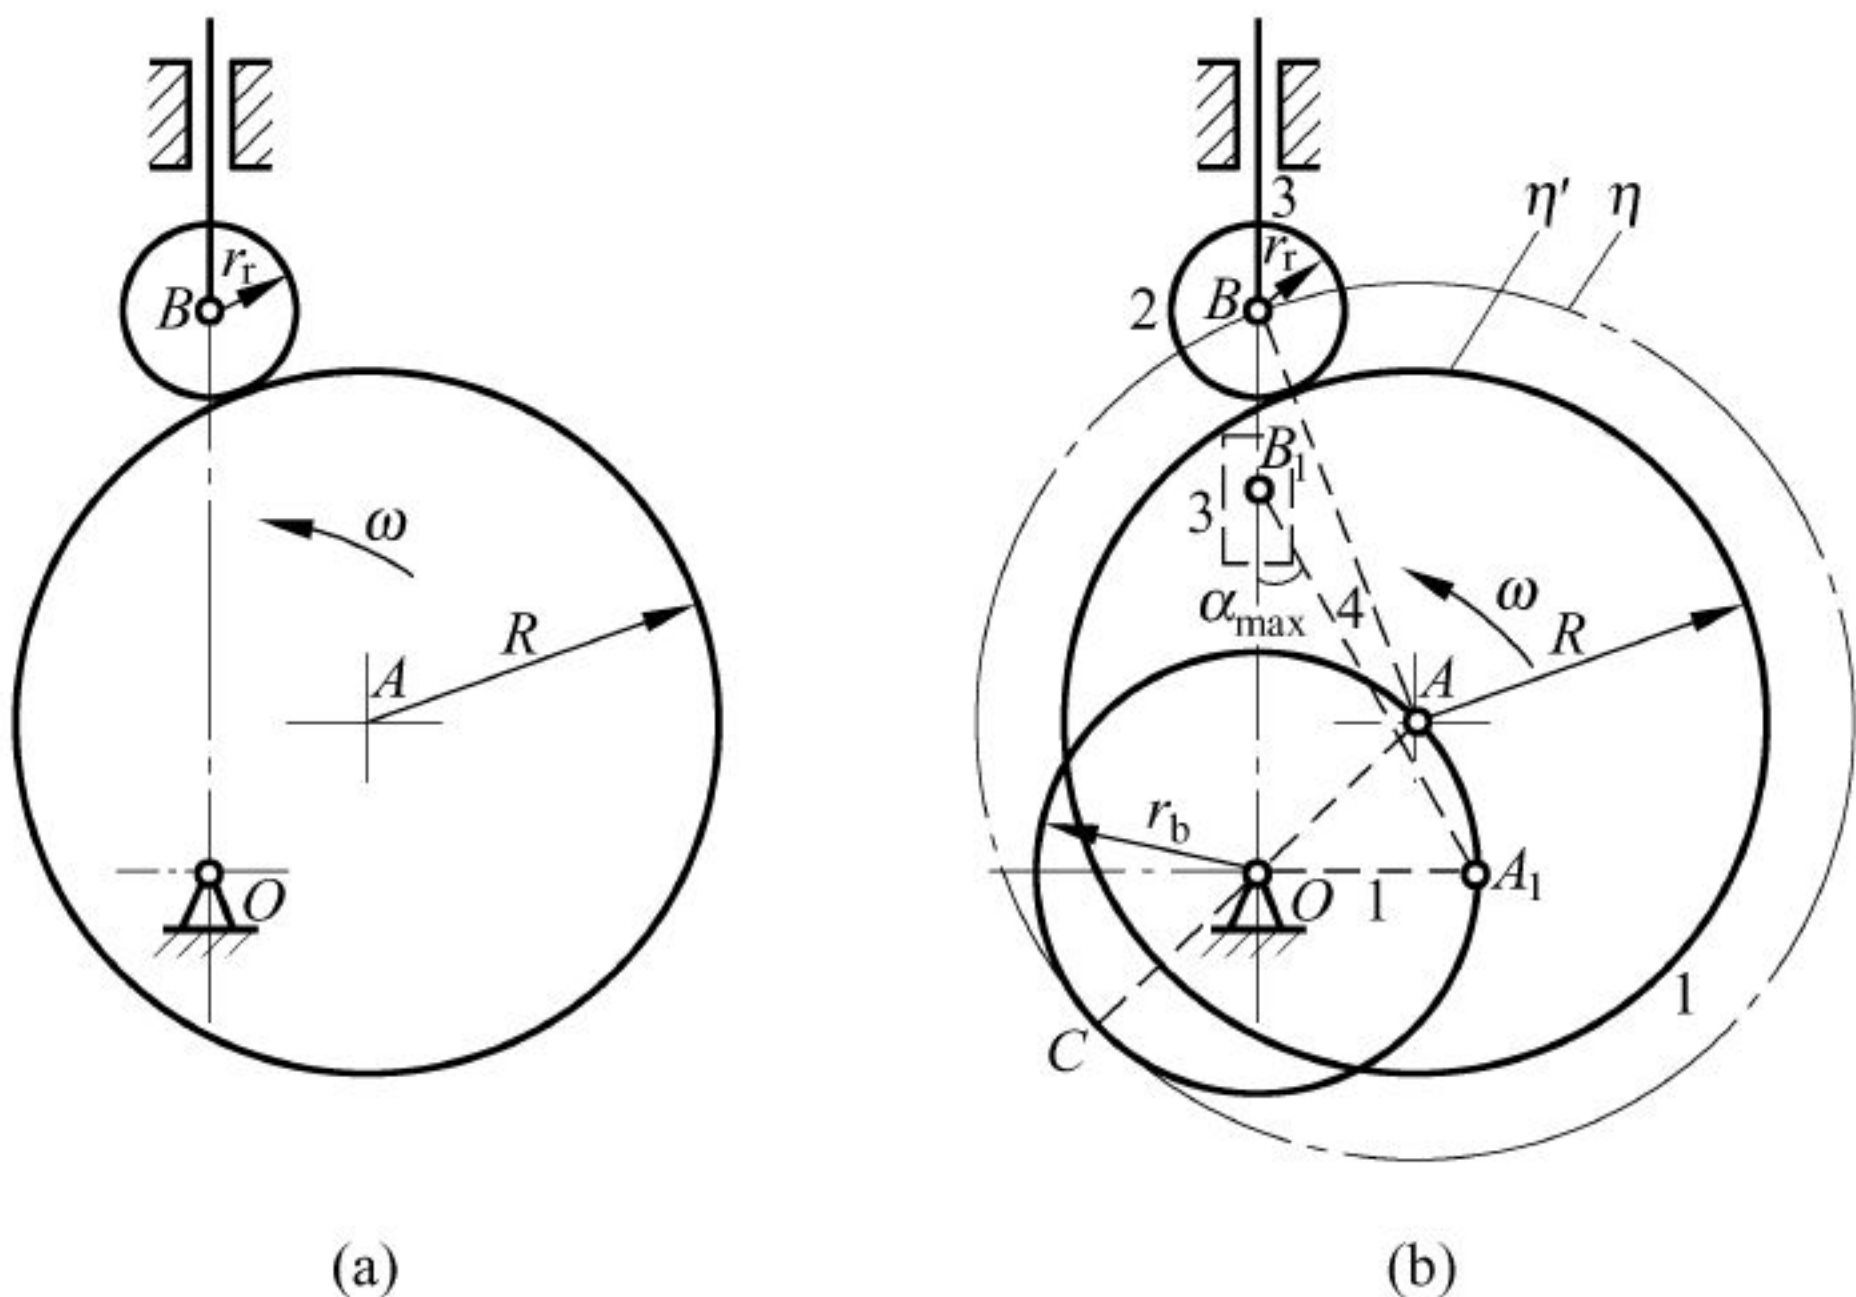 r_r
B
ω
R
A
O
(a)
3
η′ η
r_r
2 B
B_1
3
ω
α_max 4 R
A
r_b
O 1 A_1
1
C
(b)